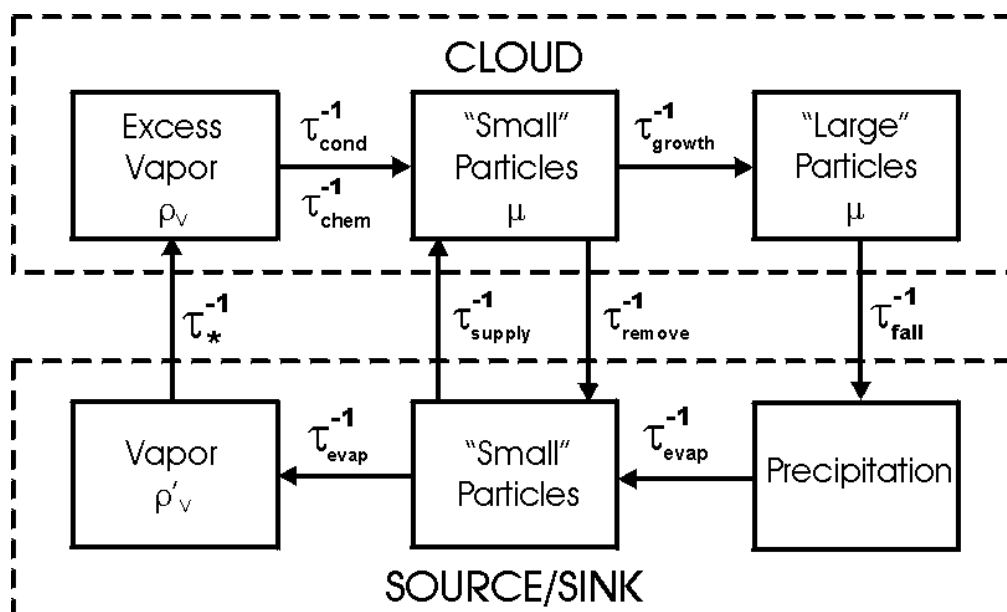 CLOUD
Excess
Vapor
ρᵥ
τ⁻¹cond
τ⁻¹chem
“Small”
Particles
μ
τ⁻¹growth
“Large”
Particles
μ
τ⁻¹*
τ⁻¹supply
τ⁻¹remove
τ⁻¹fall
Vapor
ρ′ᵥ
τ⁻¹evap
“Small”
Particles
τ⁻¹evap
Precipitation
SOURCE/SINK